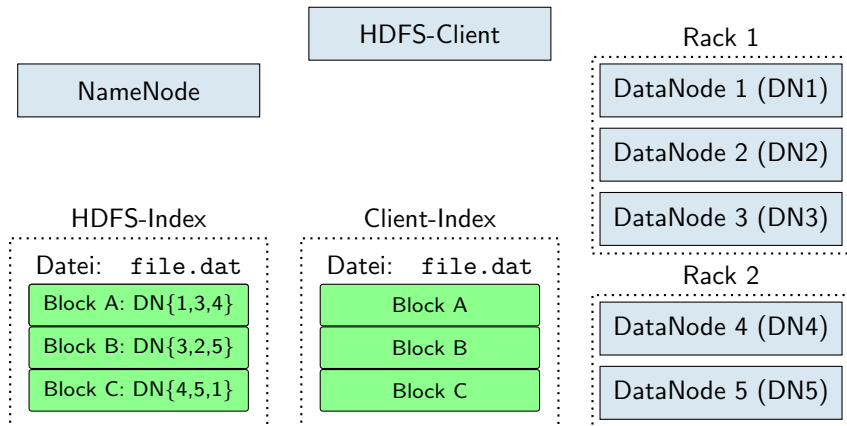 HDFS-Client
NameNode
HDFS-Index
Datei: file.dat
Block A: DN{1,3,4}
Block B: DN{3,2,5}
Block C: DN{4,5,1}
Client-Index
Datei: file.dat
Block A
Block B
Block C
Rack 1
DataNode 1 (DN1)
DataNode 2 (DN2)
DataNode 3 (DN3)
Rack 2
DataNode 4 (DN4)
DataNode 5 (DN5)